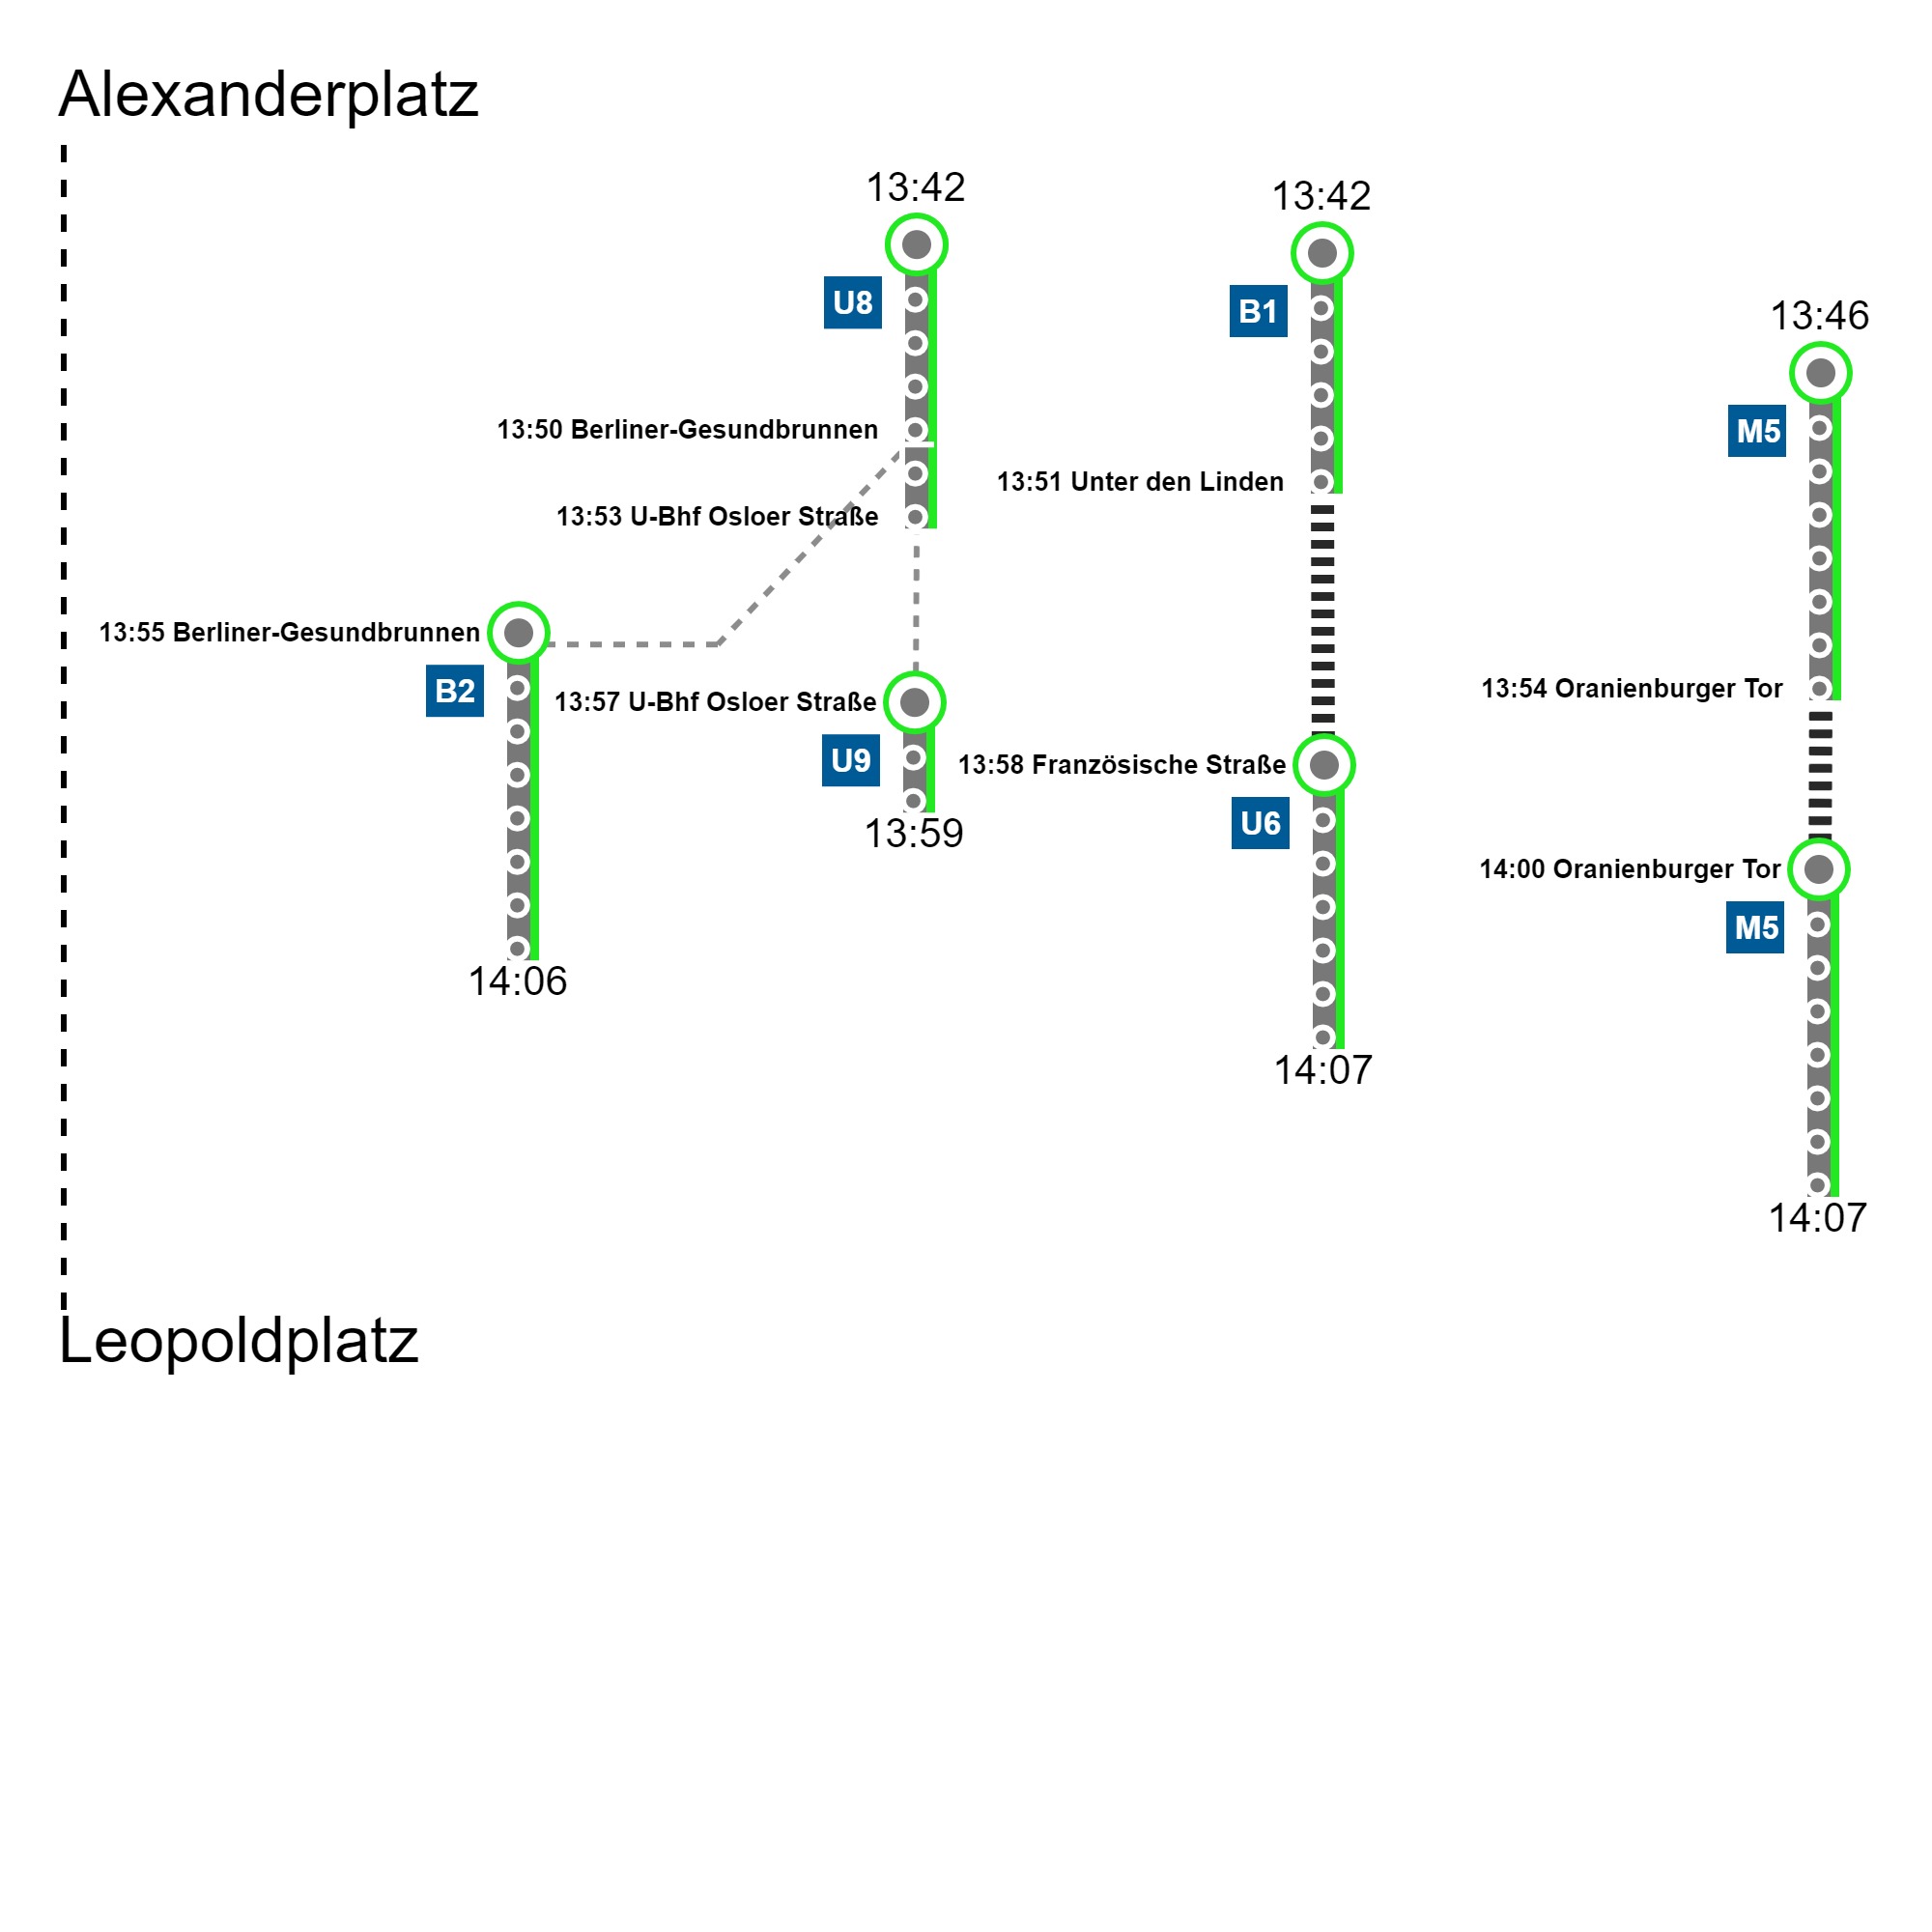 Alexanderplatz
13:42
U8
13:50 Berliner-Gesundbrunnen
13:53 U-Bhf Osloer Straße
13:55 Berliner-Gesundbrunnen
B2
14:06
13:57 U-Bhf Osloer Straße
U9
13:59
13:42
B1
13:51 Unter den Linden
13:58 Französische Straße
U6
14:07
13:46
M5
13:54 Oranienburger Tor
14:00 Oranienburger Tor
M5
14:07
Leopoldplatz